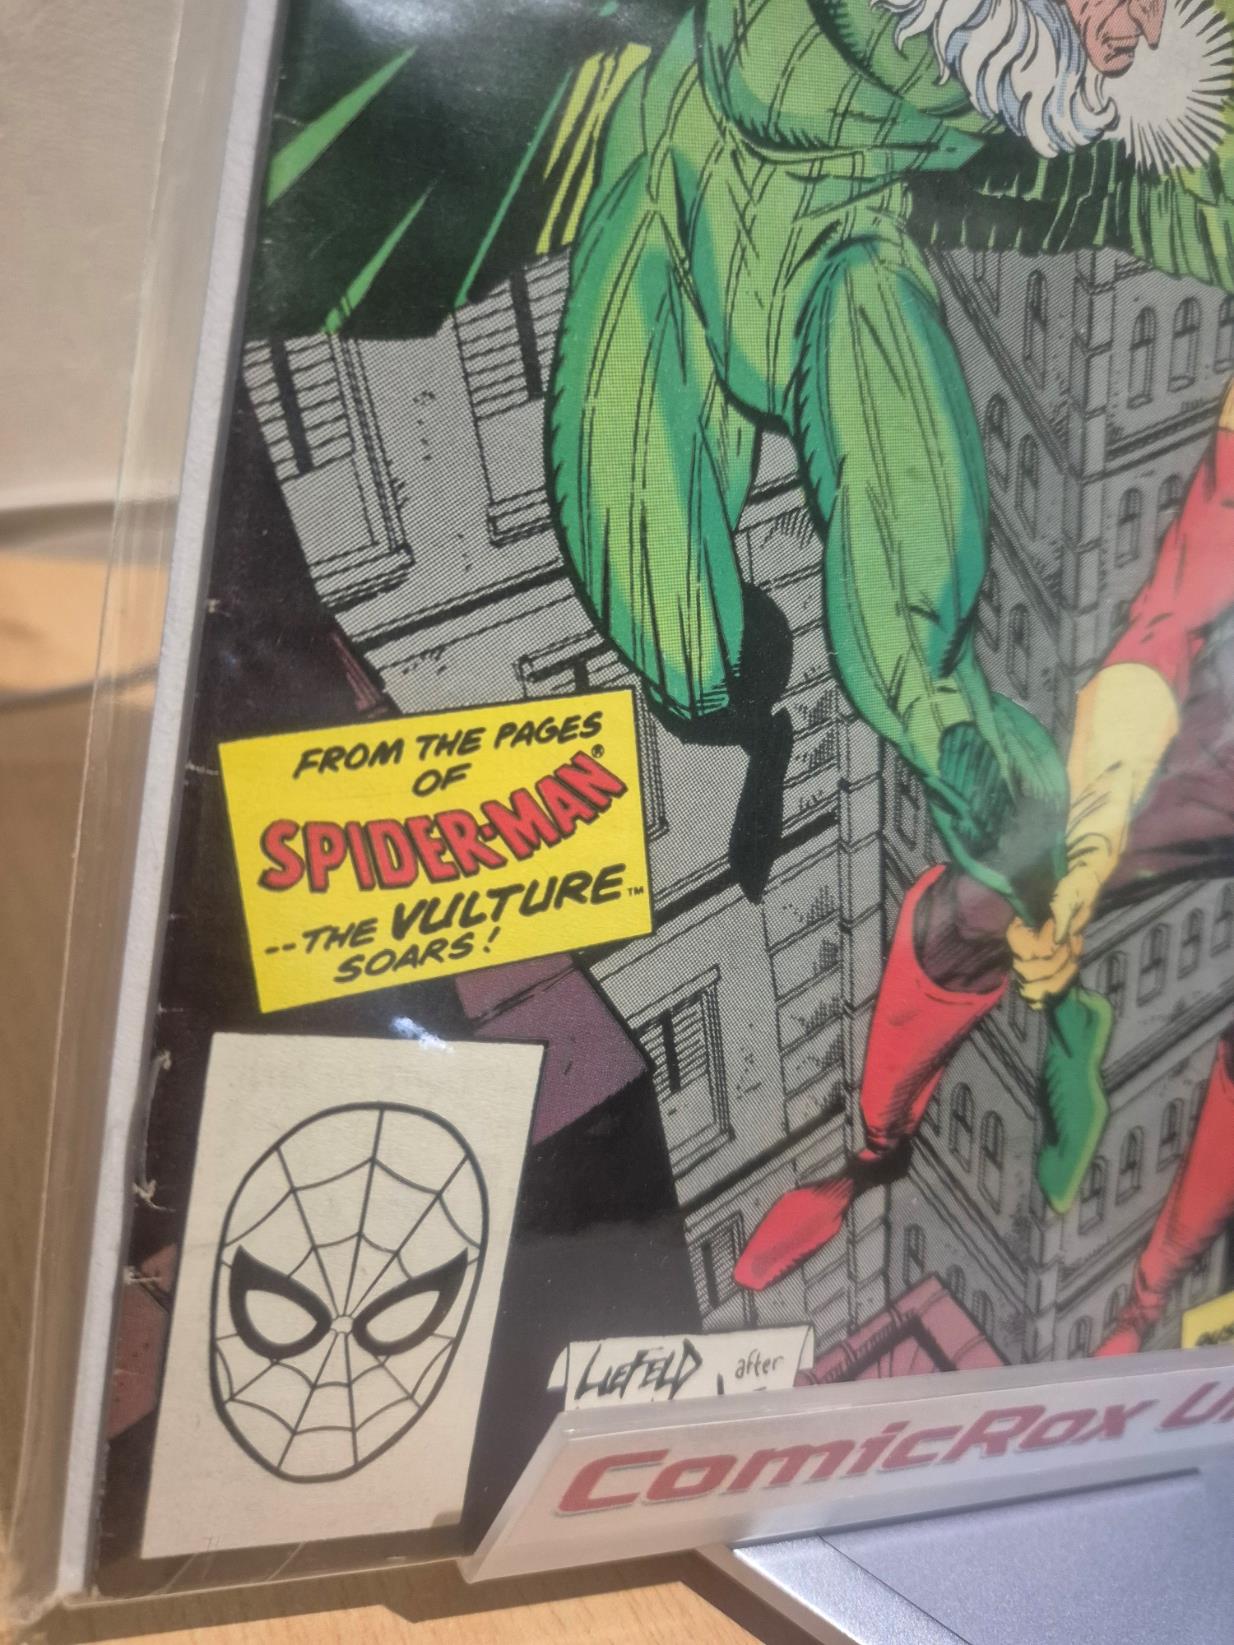 FROM THE PAGES
OF
SPIDER-MAN®
--THE VULTURE™
SOARS!
LIEFELD after
ComicRox